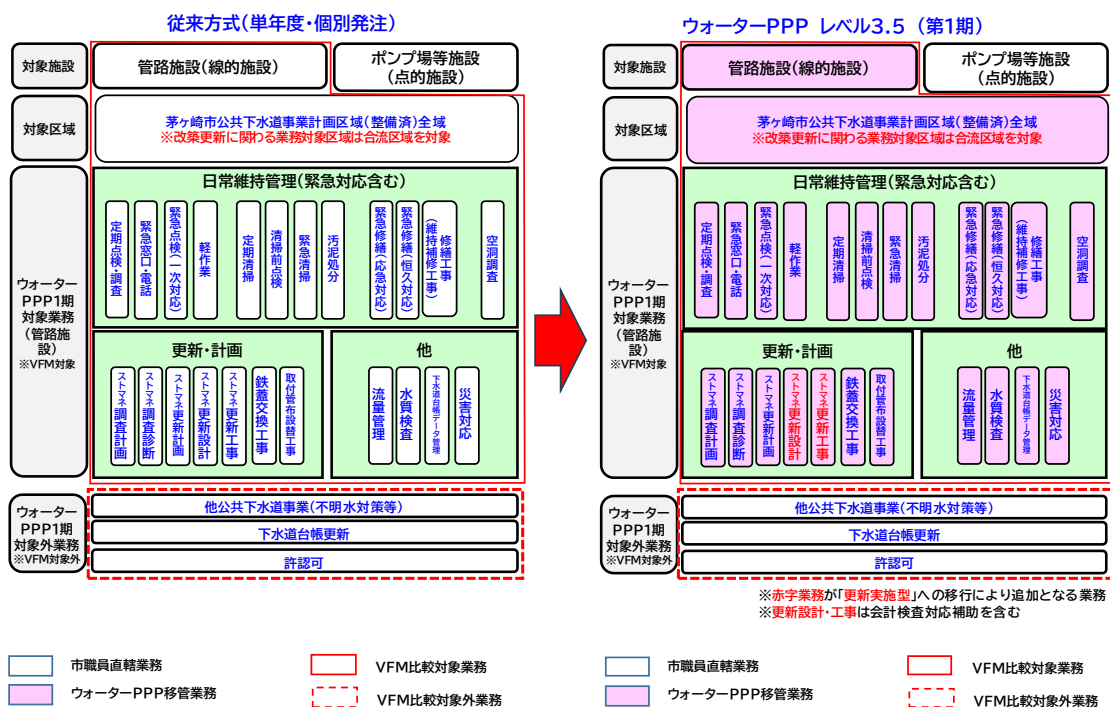 従来方式(単年度・個別発注)
対象施設
管路施設(線的施設)
ポンプ場等施設
(点的施設)
対象区域
茅ヶ崎市公共下水道事業計画区域(整備済)全域
※改築更新に関わる業務対象区域は合流区域を対象
ウォーター
PPP1期
対象業務
(管路施
設)
※VFM対象
日常維持管理(緊急対応含む)
定期点検・調査
緊急窓口・電話
緊急点検(一次対応)
軽作業
定期清掃
清掃前点検
緊急清掃
汚泥処分
緊急修繕(応急対応)
緊急修繕(恒久対応)
修繕工事
(維持補修工事)
空洞調査
更新・計画
ストマネ調査計画
ストマネ調査診断
ストマネ更新計画
ストマネ更新設計
ストマネ更新工事
鉄蓋交換工事
取付管布設替工事
他
流量管理
水質検査
下水道台帳データ管理
災害対応
ウォーター
PPP1期
対象外業務
※VFM対象外
他公共下水道事業(不明水対策等)
下水道台帳更新
許認可
市職員直轄業務
ウォーターPPP移管業務
VFM比較対象業務
VFM比較対象外業務
ウォーターPPP レベル3.5 (第1期)
対象施設
管路施設(線的施設)
ポンプ場等施設
(点的施設)
対象区域
茅ヶ崎市公共下水道事業計画区域(整備済)全域
※改築更新に関わる業務対象区域は合流区域を対象
ウォーター
PPP1期
対象業務
(管路施
設)
※VFM対象
日常維持管理(緊急対応含む)
定期点検・調査
緊急窓口・電話
緊急点検(一次対応)
軽作業
定期清掃
清掃前点検
緊急清掃
汚泥処分
緊急修繕(応急対応)
緊急修繕(恒久対応)
修繕工事
(維持補修工事)
空洞調査
更新・計画
ストマネ調査計画
ストマネ調査診断
ストマネ更新計画
ストマネ更新設計
ストマネ更新工事
鉄蓋交換工事
取付管布設替工事
他
流量管理
水質検査
下水道台帳データ管理
災害対応
ウォーター
PPP1期
対象外業務
※VFM対象外
他公共下水道事業(不明水対策等)
下水道台帳更新
許認可
※赤字業務が「更新実施型」への移行により追加となる業務
※更新設計・工事は会計検査対応補助を含む
市職員直轄業務
ウォーターPPP移管業務
VFM比較対象業務
VFM比較対象外業務